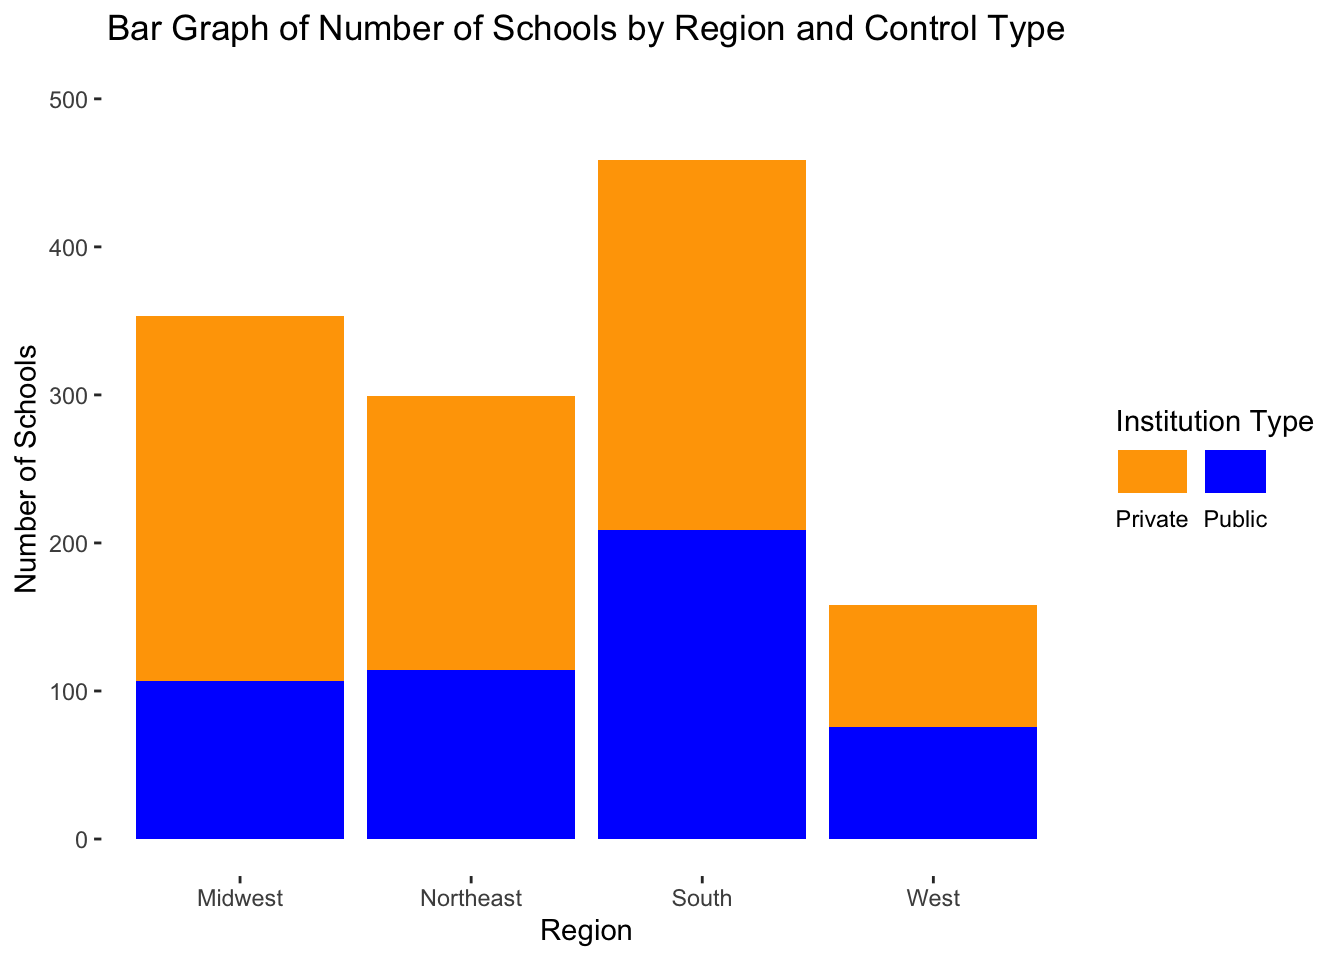 Bar Graph of Number of Schools by Region and Control Type
500
400
300
200
100
0
Number of Schools
Midwest Northeast South West
Region
Institution Type
Private Public